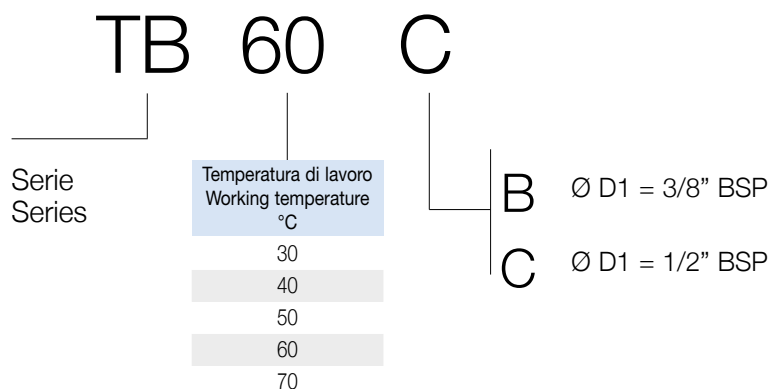 TB 60 C
Serie
Series
Temperatura di lavoro
Working temperature
°C
30
40
50
60
70
B Ø D1 = 3/8” BSP
C Ø D1 = 1/2” BSP